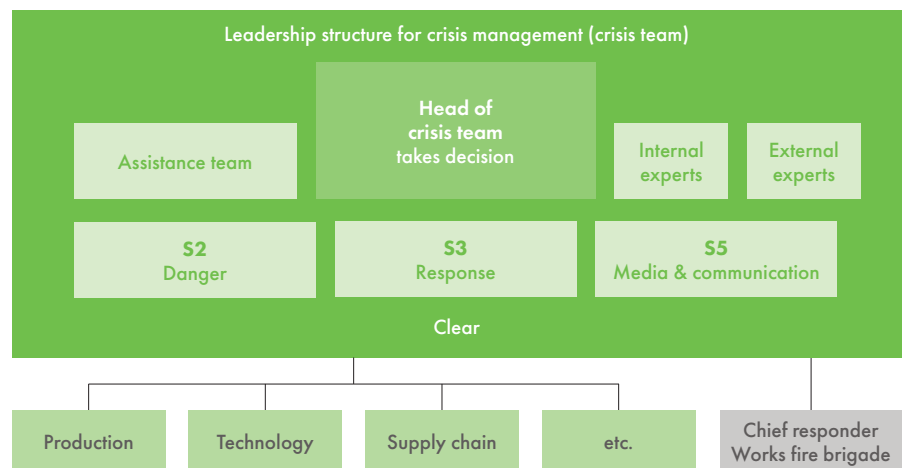 Leadership structure for crisis management (crisis team)
Head of
crisis team
takes decision
Assistance team
Internal
experts
External
experts
S2
Danger
S3
Response
S5
Media & communication
Clear
Production
Technology
Supply chain
etc.
Chief responder
Works fire brigade